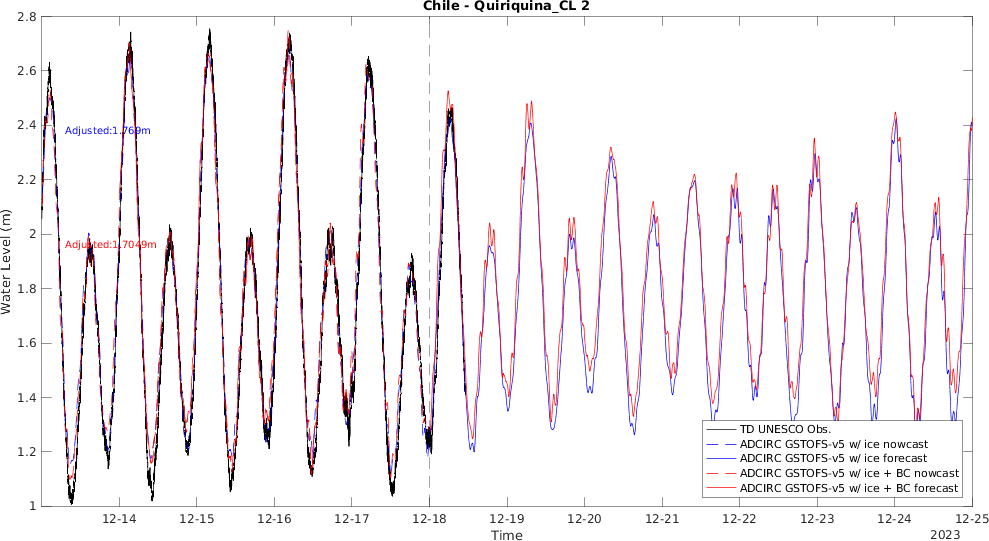 Chile - Quiriquina_CL 2
2.8
2.6
2.4
2.2
2
1.8
1.6
1.4
1.2
1
Water Level (m)
Adjusted:1.769m
Adjusted:1.7049m
TD UNESCO Obs.
ADCIRC GSTOFS-v5 w/ ice nowcast
ADCIRC GSTOFS-v5 w/ ice forecast
ADCIRC GSTOFS-v5 w/ ice + BC nowcast
ADCIRC GSTOFS-v5 w/ ice + BC forecast
12-14 12-15 12-16 12-17 12-18 12-19 12-20 12-21 12-22 12-23 12-24 12-25
Time
2023